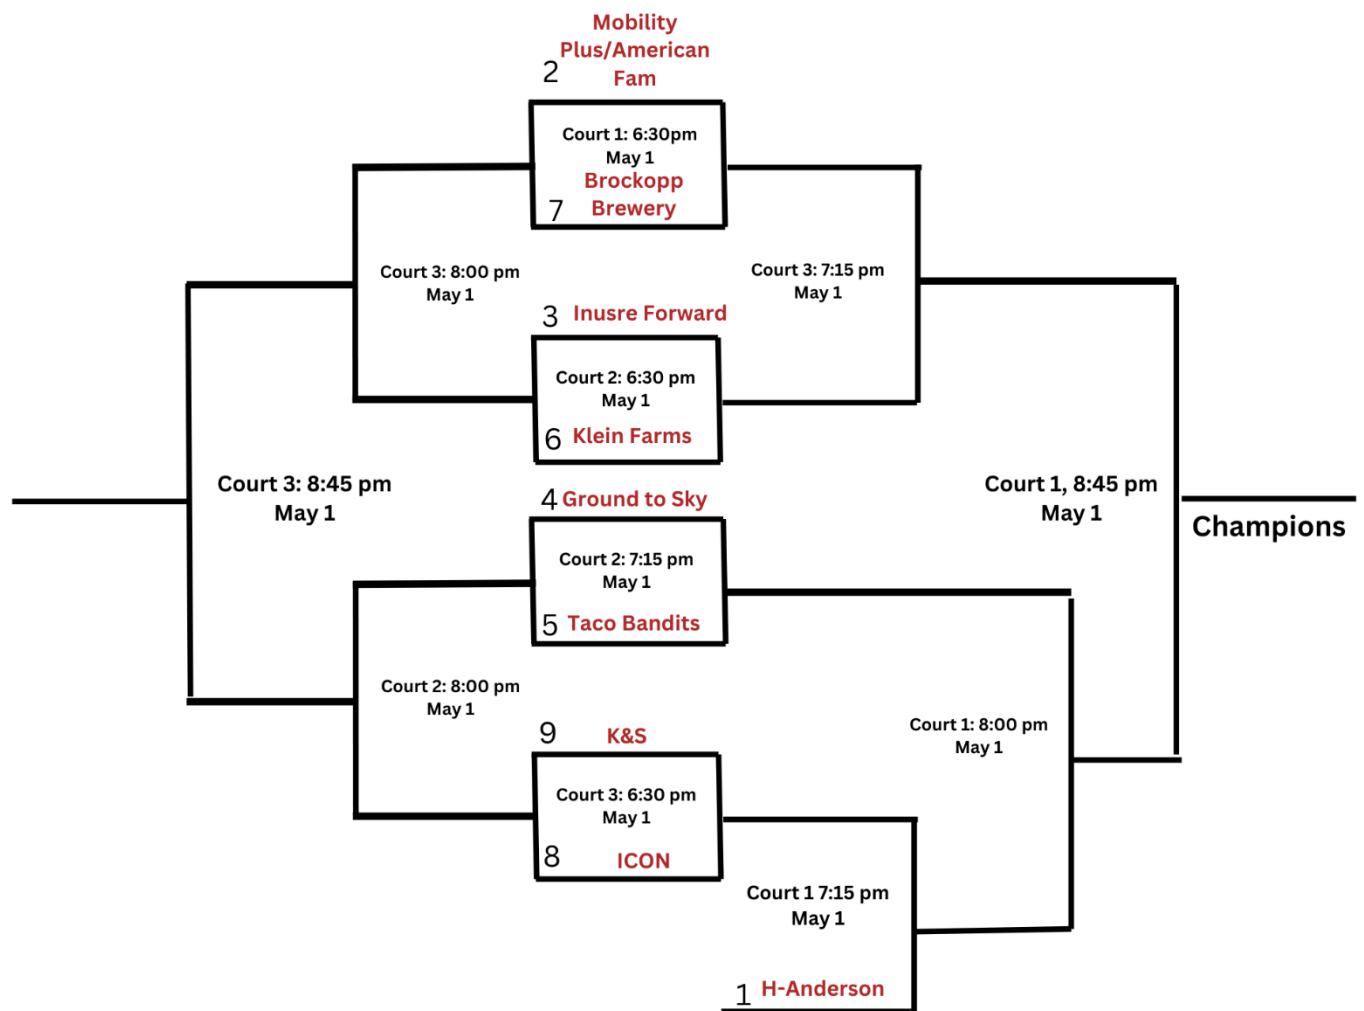 Mobility
Plus/American
2 Fam
Court 1: 6:30pm
May 1
Brockopp
7 Brewery
Court 3: 8:00 pm
May 1
Court 3: 7:15 pm
May 1
3 Inusre Forward
Court 2: 6:30 pm
May 1
6 Klein Farms
Court 3: 8:45 pm
May 1
Court 1, 8:45 pm
May 1
Champions
4 Ground to Sky
Court 2: 7:15 pm
May 1
5 Taco Bandits
Court 2: 8:00 pm
May 1
Court 1: 8:00 pm
May 1
9 K&S
Court 3: 6:30 pm
May 1
8 ICON
Court 1 7:15 pm
May 1
1 H-Anderson